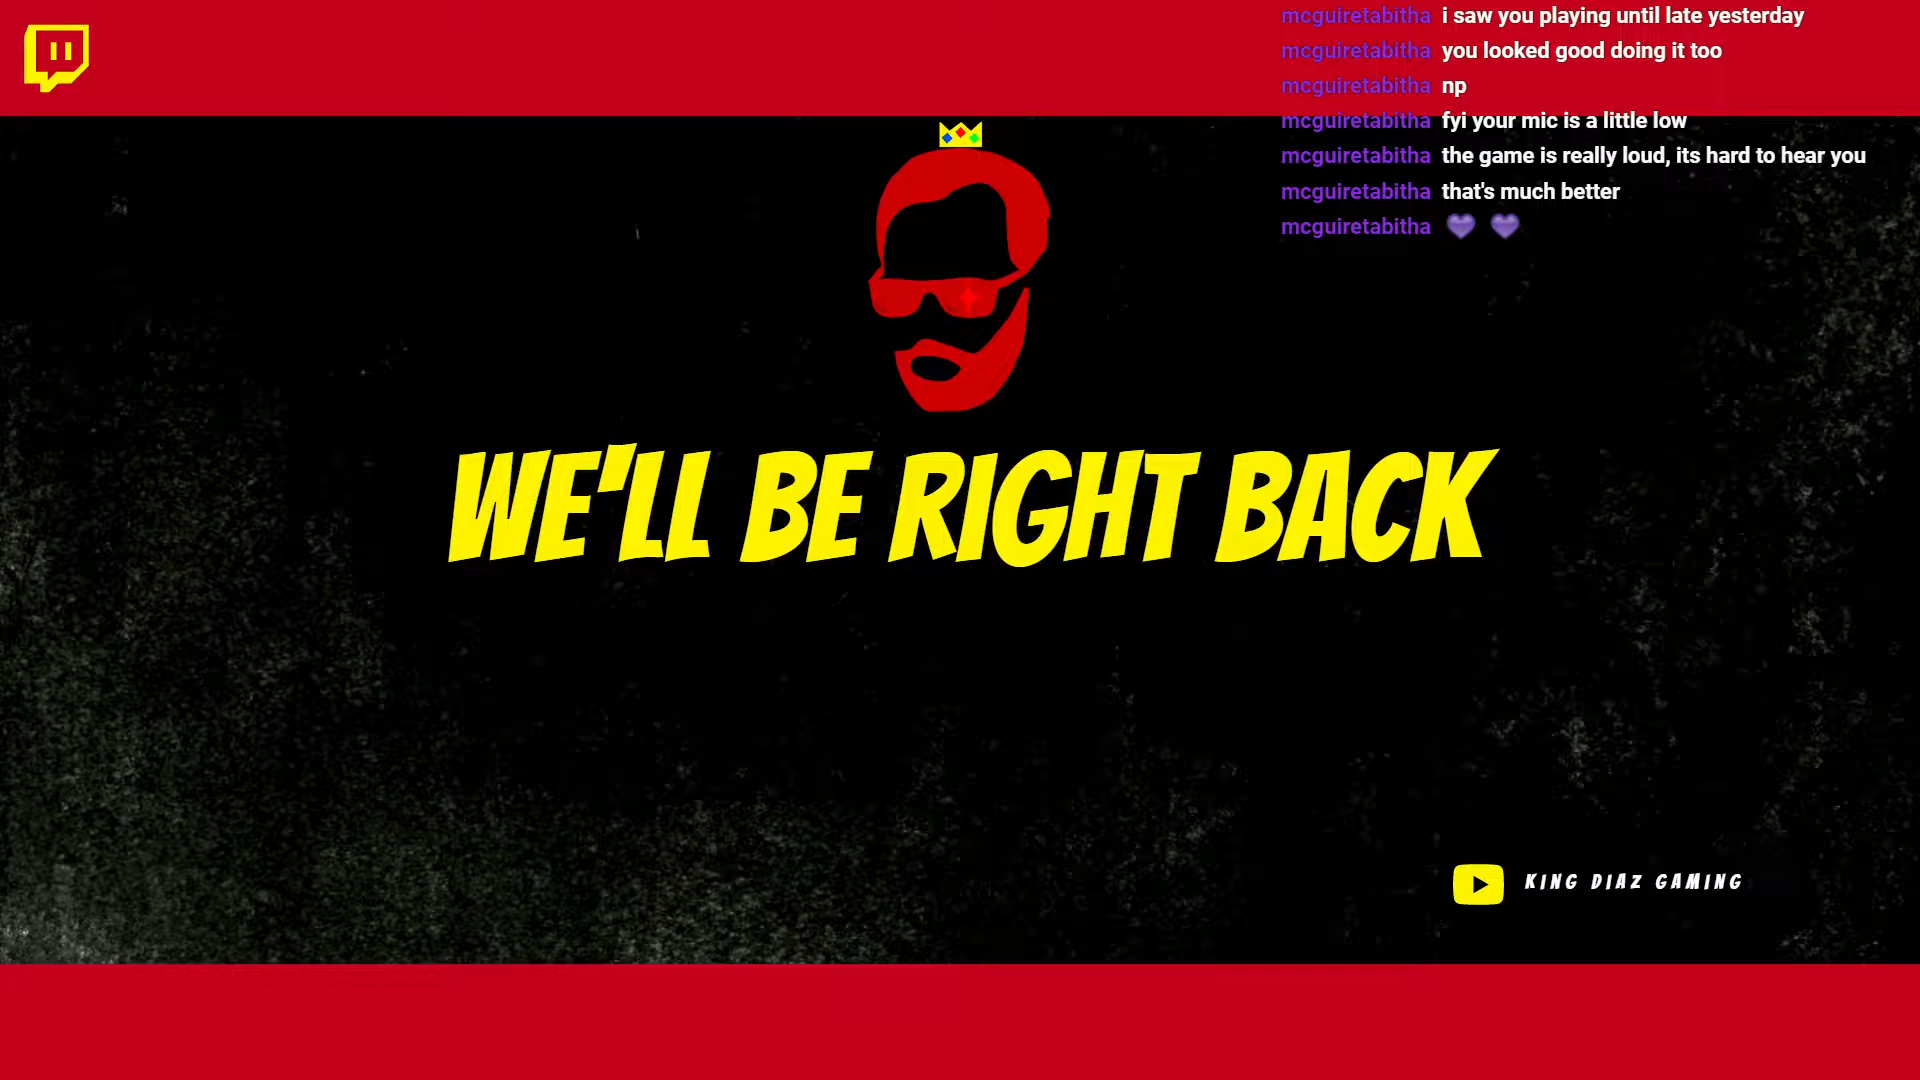 mcguiretabitha i saw you playing until late yesterday
mcguiretabitha you looked good doing it too
mcguiretabitha np
mcguiretabitha fyi your mic is a little low
mcguiretabitha the game is really loud, its hard to hear you
mcguiretabitha that's much better
mcguiretabitha 💜 💜
WE'LL BE RIGHT BACK
KING DIAZ GAMING